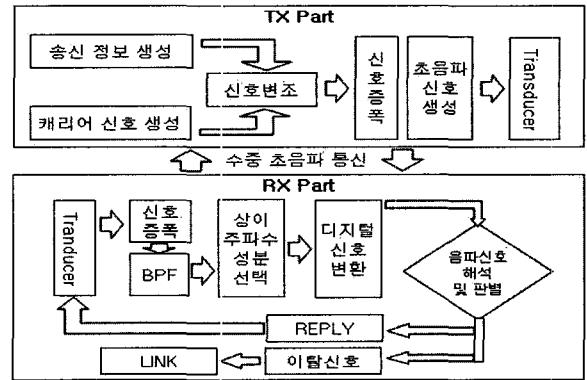 TX Part
송신 정보 생성
캐리어 신호 생성
신호변조
신
호
증
폭
초음파
신호
생성
Transducer
수중 초음파 통신
RX Part
Tranducer
신호
증폭
BPF
상이
주파수
성분
선택
디지털
신호
변환
음파신호
해석
및 판별
REPLY
이탈신호
LINK